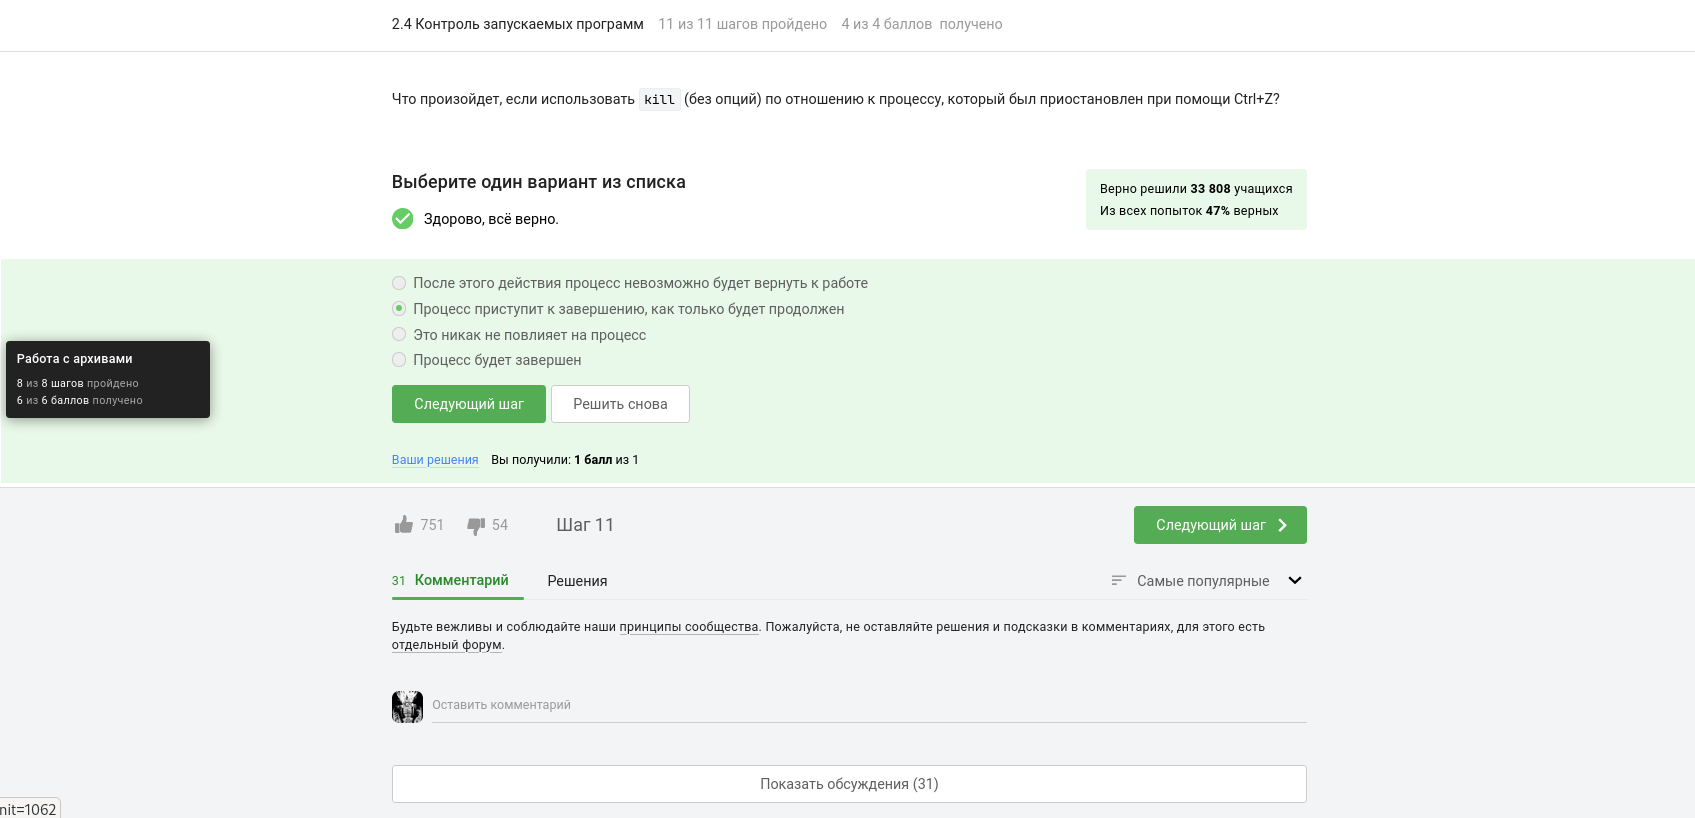 2.4 Контроль запускаемых программ 11 из 11 шагов пройдено 4 из 4 баллов получено
Что произойдет, если использовать kill (без опций) по отношению к процессу, который был приостановлен при помощи Ctrl+Z?
Выберите один вариант из списка
Здорово, всё верно.
Верно решили 33 808 учащихся
Из всех попыток 47% верных
После этого действия процесс невозможно будет вернуть к работе
Процесс приступит к завершению, как только будет продолжен
Это никак не повлияет на процесс
Процесс будет завершен
Работа с архивами
8 из 8 шагов пройдено
6 из 6 баллов получено
Следующий шаг Решить снова
Ваши решения Вы получили: 1 балл из 1
751 54 Шаг 11 Следующий шаг
31 Комментарий Решения Самые популярные
Будьте вежливы и соблюдайте наши принципы сообщества. Пожалуйста, не оставляйте решения и подсказки в комментариях, для этого есть
отдельный форум.
Оставить комментарий
Показать обсуждения (31)
nit=1062